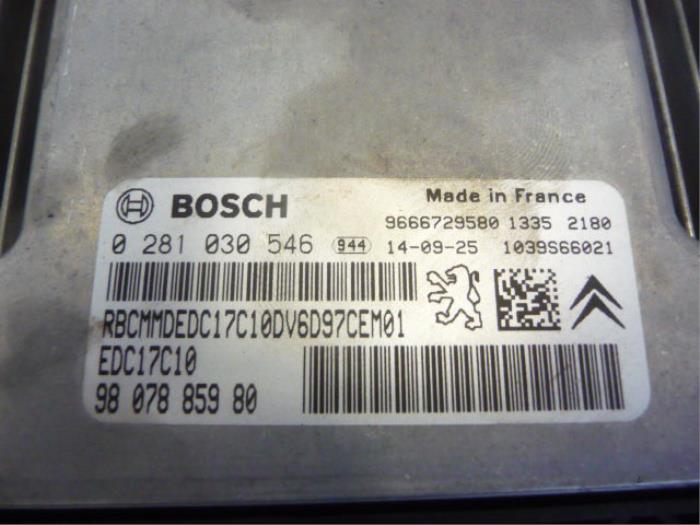 BOSCH
Made in France
9666729580 1335 2180
0 281 030 546 944 14-09-25 1039S66021
RBCMMDEDC17C10DV6D97CEM01
EDC17C10
98 078 859 80